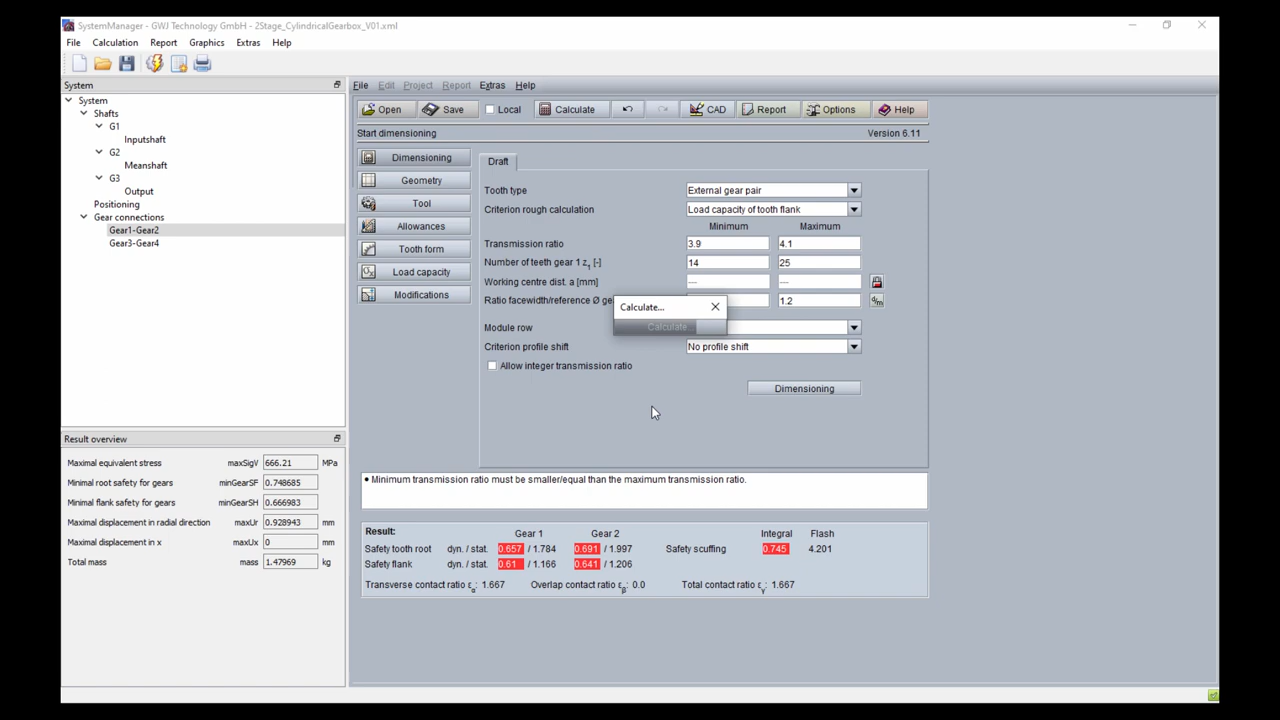 SystemManager - GWJ Technology GmbH - 2Stage_CylindricalGearbox_V01.xml
File Calculation Report Graphics Extras Help
System
System
Shafts
G1
Inputshaft
G2
Meanshaft
G3
Output
Positioning
Gear connections
Gear1-Gear2
Gear3-Gear4
Result overview
Maximal equivalent stress maxSigV 666.21 MPa
Minimal root safety for gears minGearSF 0.748685
Minimal flank safety for gears minGearSH 0.666983
Maximal displacement in radial direction maxUr 0.928943 mm
Maximal displacement in x maxUx 0 mm
Total mass mass 1.47969 kg
File Edit Project Report Extras Help
Open Save Local Calculate CAD Report Options Help
Start dimensioning Version 6.11
Dimensioning
Geometry
Tool
Allowances
Tooth form
Load capacity
Modifications
Draft
Tooth type External gear pair
Criterion rough calculation Load capacity of tooth flank
Minimum Maximum
Transmission ratio 3.9 4.1
Number of teeth gear 1 z1 [-] 14 25
Working centre dist. a [mm] --- ---
Ratio facewidth/reference Ø ge 1.2 d/m
Calculate...
Calculate
Module row
Criterion profile shift No profile shift
Allow integer transmission ratio
Dimensioning
• Minimum transmission ratio must be smaller/equal than the maximum transmission ratio.
Result: Gear 1 Gear 2 Integral Flash
Safety tooth root dyn. / stat. 0.657 / 1.784 0.691 / 1.997 Safety scuffing 0.745 4.201
Safety flank dyn. / stat. 0.61 / 1.166 0.641 / 1.206
Transverse contact ratio εα: 1.667 Overlap contact ratio εβ: 0.0 Total contact ratio εγ: 1.667